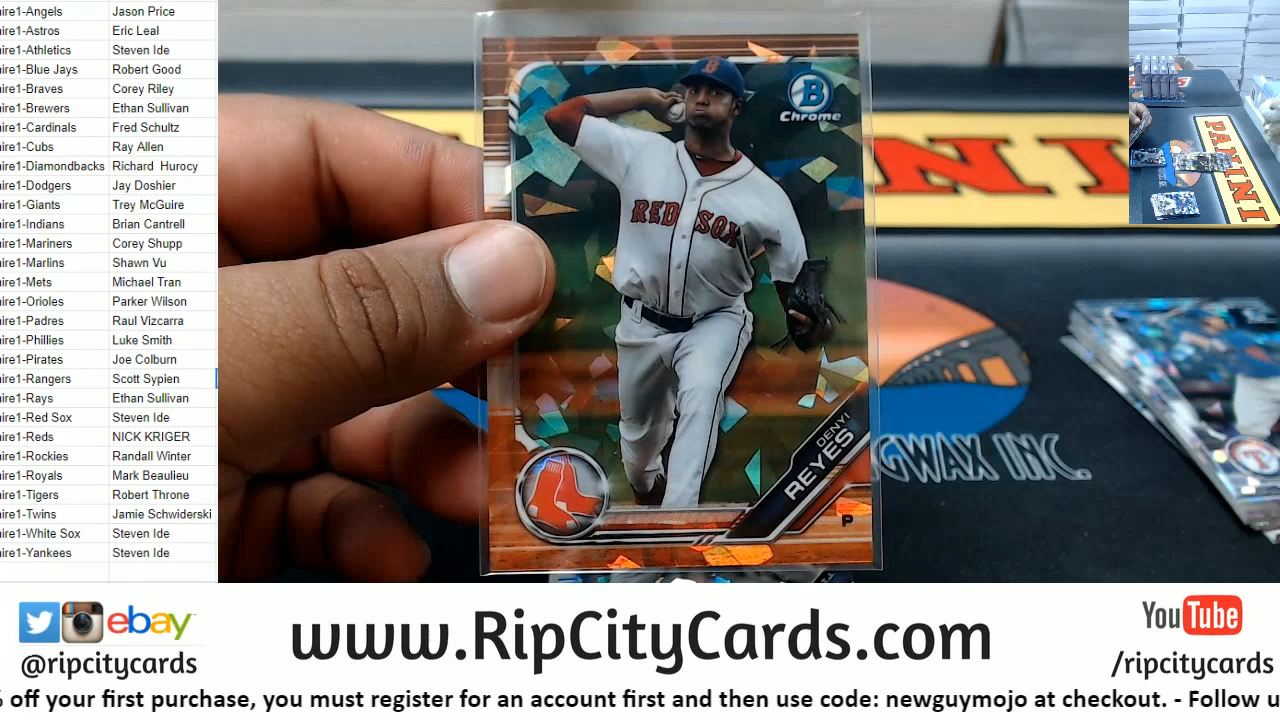 ire1-Angels Jason Price
ire1-Astros Eric Leal
ire1-Athletics Steven Ide
ire1-Blue Jays Robert Good
ire1-Braves Corey Riley
ire1-Brewers Ethan Sullivan
ire1-Cardinals Fred Schultz
ire1-Cubs Ray Allen
ire1-Diamondbacks Richard Hurocy
ire1-Dodgers Jay Doshier
ire1-Giants Trey McGuire
ire1-Indians Brian Cantrell
ire1-Mariners Corey Shupp
ire1-Marlins Shawn Vu
ire1-Mets Michael Tran
ire1-Orioles Parker Wilson
ire1-Padres Raul Vizcarra
ire1-Phillies Luke Smith
ire1-Pirates Joe Colburn
ire1-Rangers Scott Sypien
ire1-Rays Ethan Sullivan
ire1-Red Sox Steven Ide
ire1-Reds NICK KRIGER
ire1-Rockies Randall Winter
ire1-Royals Mark Beaulieu
ire1-Tigers Robert Throne
ire1-Twins Jamie Schwiderski
ire1-White Sox Steven Ide
ire1-Yankees Steven Ide
B
B
Chrome
RED SOX
DENYI
REYES
P
NINI
PANINI
GWAX INC.
T
ebay
@ripcitycards
www.RipCityCards.com
YouTube
/ripcitycards
% off your first purchase, you must register for an account first and then use code: newguymojo at checkout. - Follow u